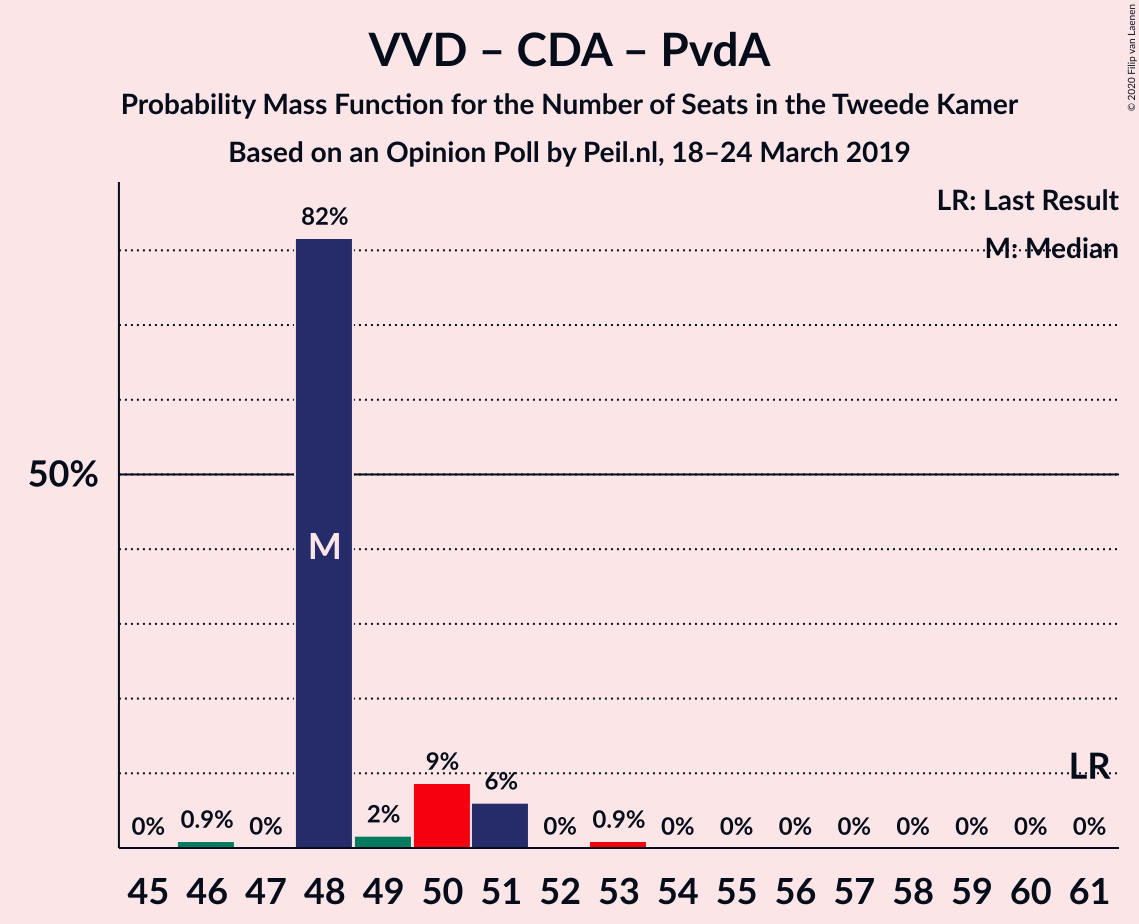 VVD – CDA – PvdA
Probability Mass Function for the Number of Seats in the Tweede Kamer
Based on an Opinion Poll by Peil.nl, 18–24 March 2019
© 2020 Filip van Laenen
LR: Last Result
M: Median
82%
50%
M
9%
6%
LR
0% 0.9% 0% 2% 0% 0.9% 0% 0% 0% 0% 0% 0% 0% 0%
45 46 47 48 49 50 51 52 53 54 55 56 57 58 59 60 61